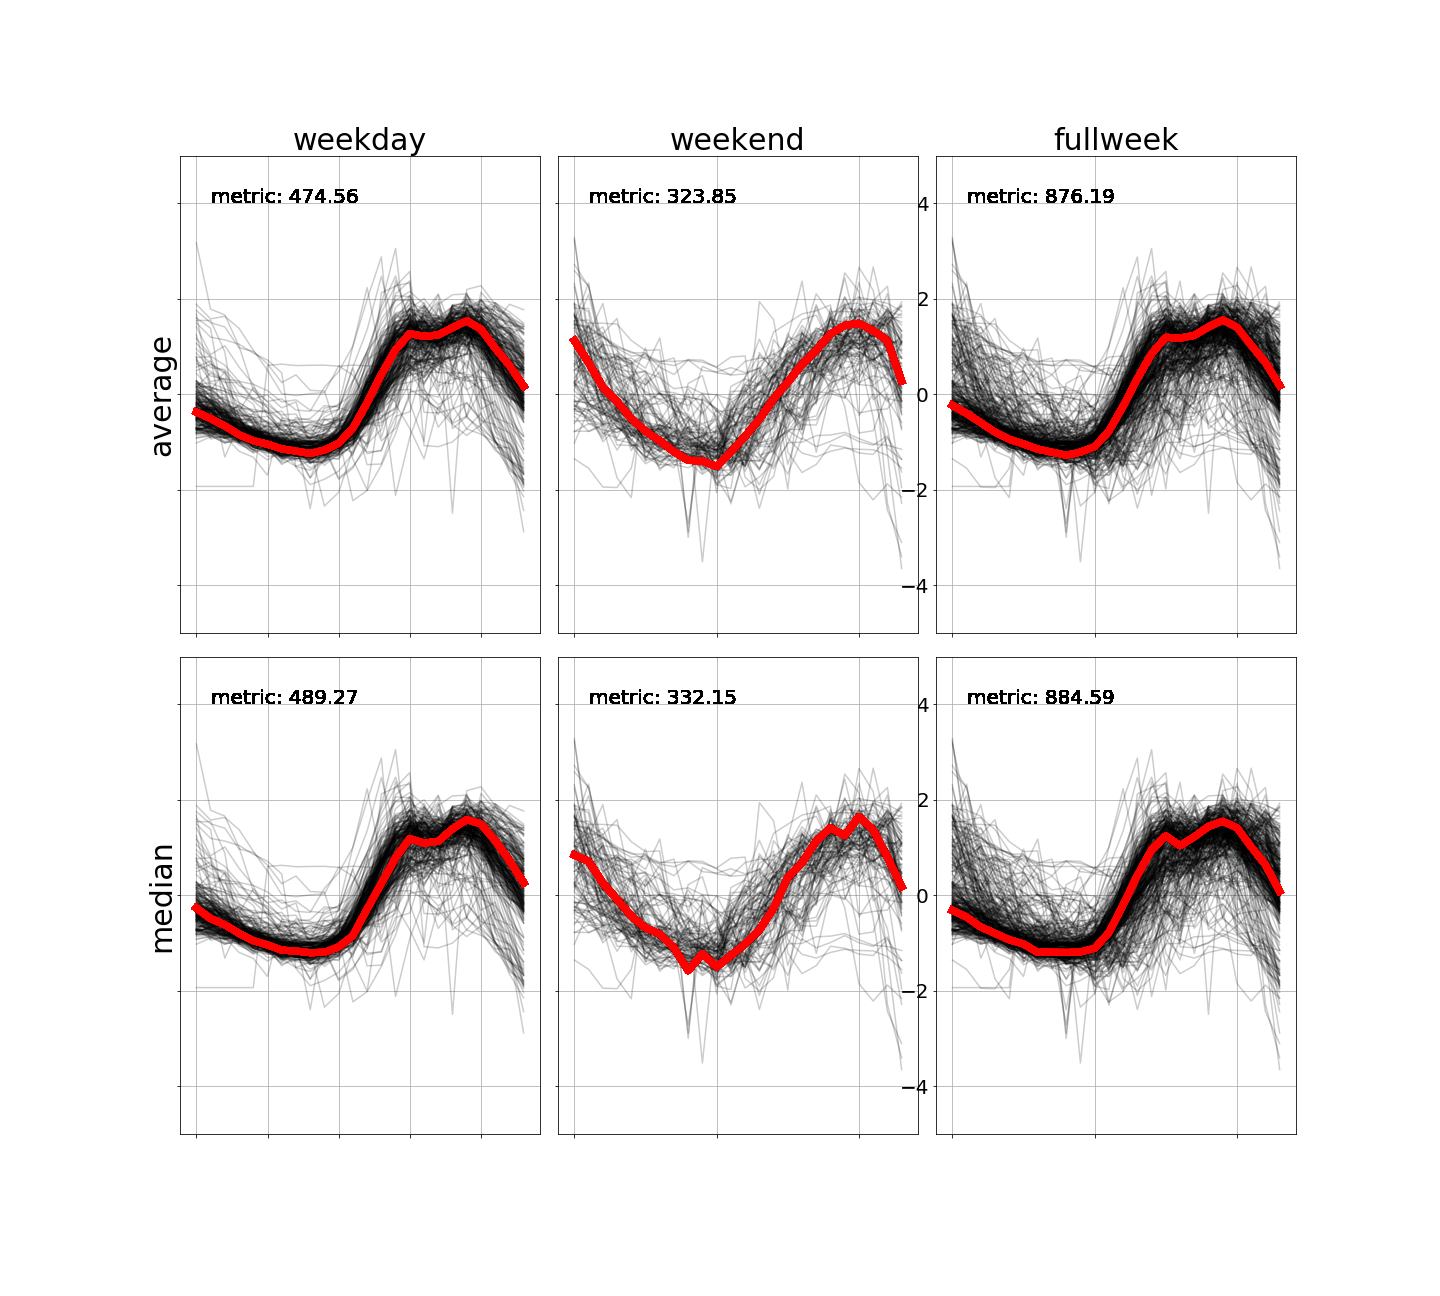 weekday
weekend
fullweek
average
metric: 474.56
metric: 323.85
metric: 876.19
4
2
0
−2
−4
median
metric: 489.27
metric: 332.15
metric: 884.59
4
2
0
−2
−4